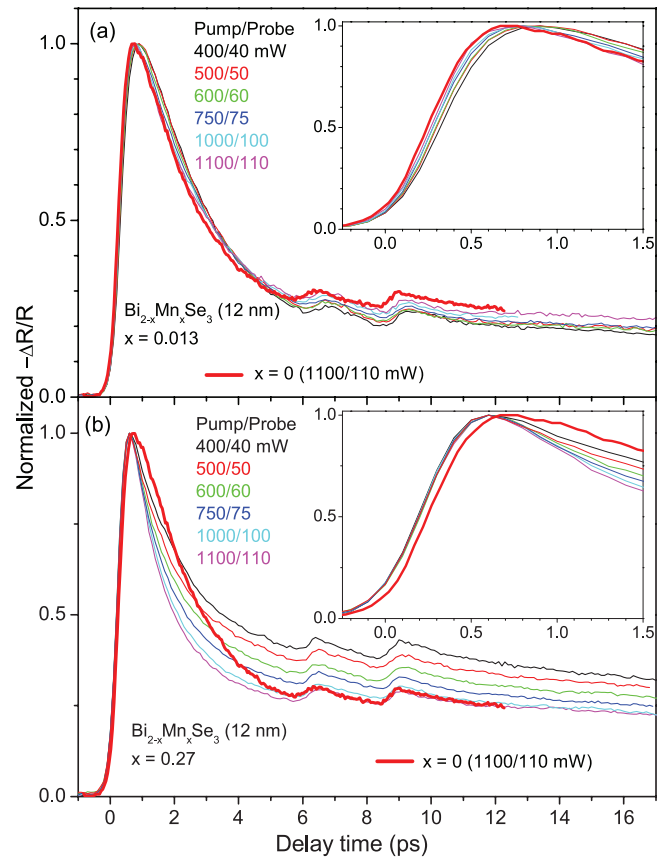 (a)
Pump/Probe
400/40 mW
500/50
600/60
750/75
1000/100
1100/110
1.0
0.5
0.0
0.0
0.5
1.0
1.5
1.0
0.5
0.0
Bi2-xMnxSe3 (12 nm)
x = 0.013
x = 0 (1100/110 mW)
Normalized −ΔR/R
(b)
Pump/Probe
400/40 mW
500/50
600/60
750/75
1000/100
1100/110
1.0
0.5
0.0
0.0
0.5
1.0
1.5
1.0
0.5
0.0
Bi2-xMnxSe3 (12 nm)
x = 0.27
x = 0 (1100/110 mW)
0
2
4
6
8
10
12
14
16
Delay time (ps)